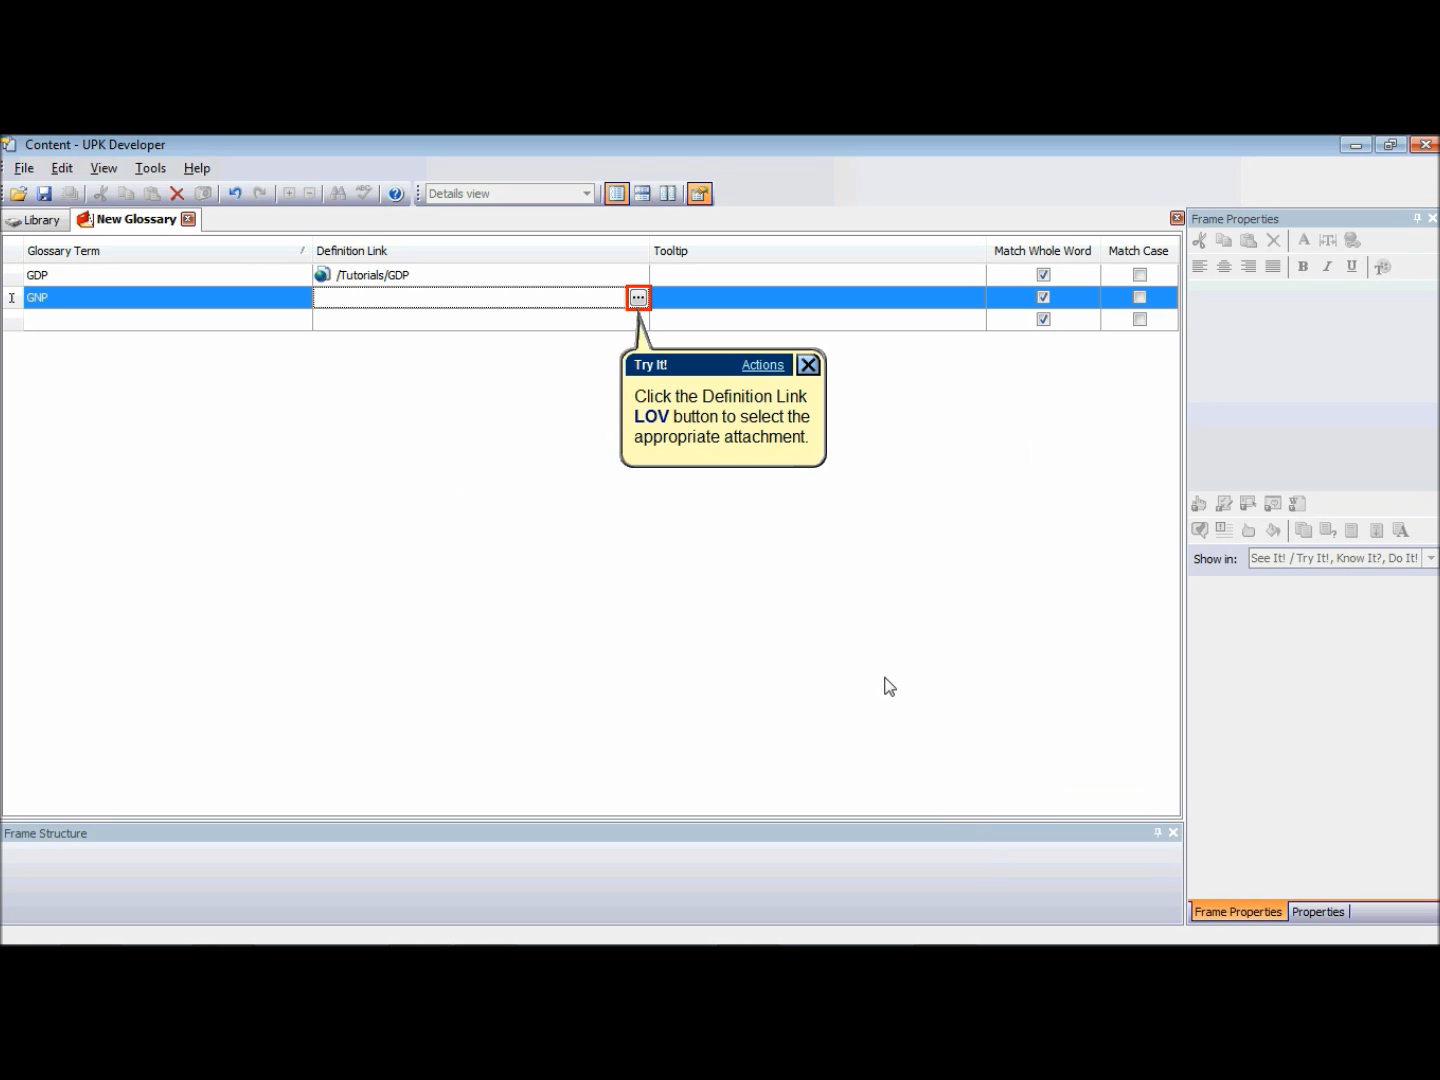 Content - UPK Developer
File Edit View Tools Help
Details view
Library New Glossary
Glossary Term / Definition Link Tooltip Match Whole Word Match Case
GDP /Tutorials/GDP
GNP ...
Try It! Actions
Click the Definition Link
LOV button to select the
appropriate attachment.
Frame Structure
Frame Properties
A T
B I U
Show in: See It! / Try It!, Know It?, Do It!
Frame Properties Properties